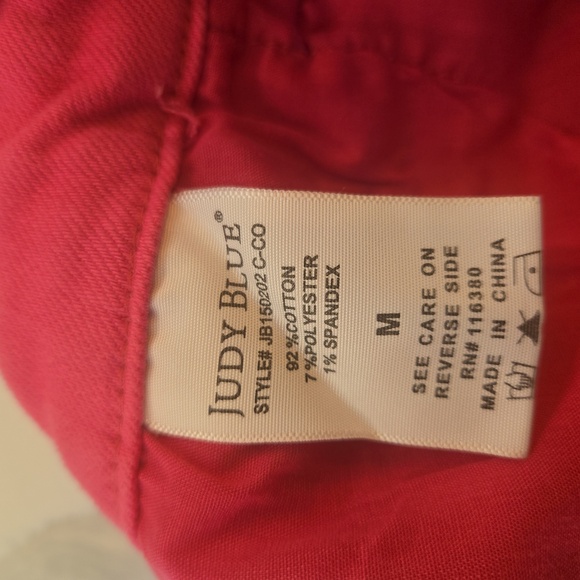 JUDY BLUE®
STYLE# JB150202 C-CO
92%COTTON
7%POLYESTER
1% SPANDEX
M
SEE CARE ON
REVERSE SIDE
RN# 116380
MADE IN CHINA